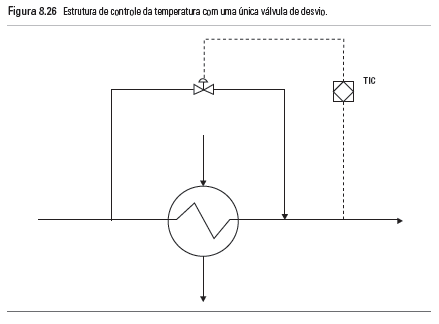 Figura 8.26 Estrutura de controle da temperatura com uma única válvula de desvio.
TIC